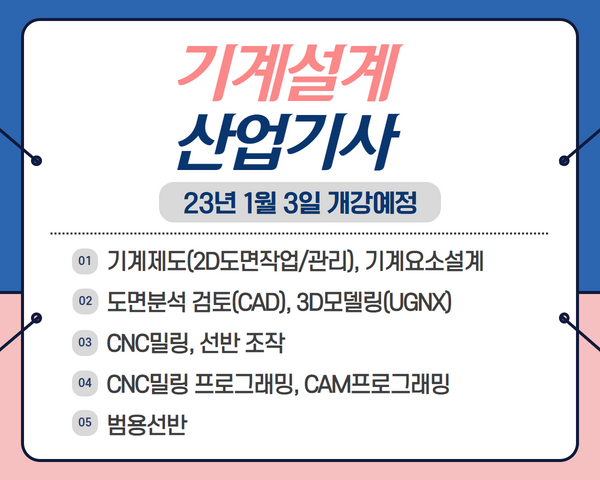 기계설계
산업기사
23년 1월 3일 개강예정
01 기계제도(2D도면작업/관리), 기계요소설계
02 도면분석 검토(CAD), 3D모델링(UGNX)
03 CNC밀링, 선반 조작
04 CNC밀링 프로그래밍, CAM프로그래밍
05 범용선반